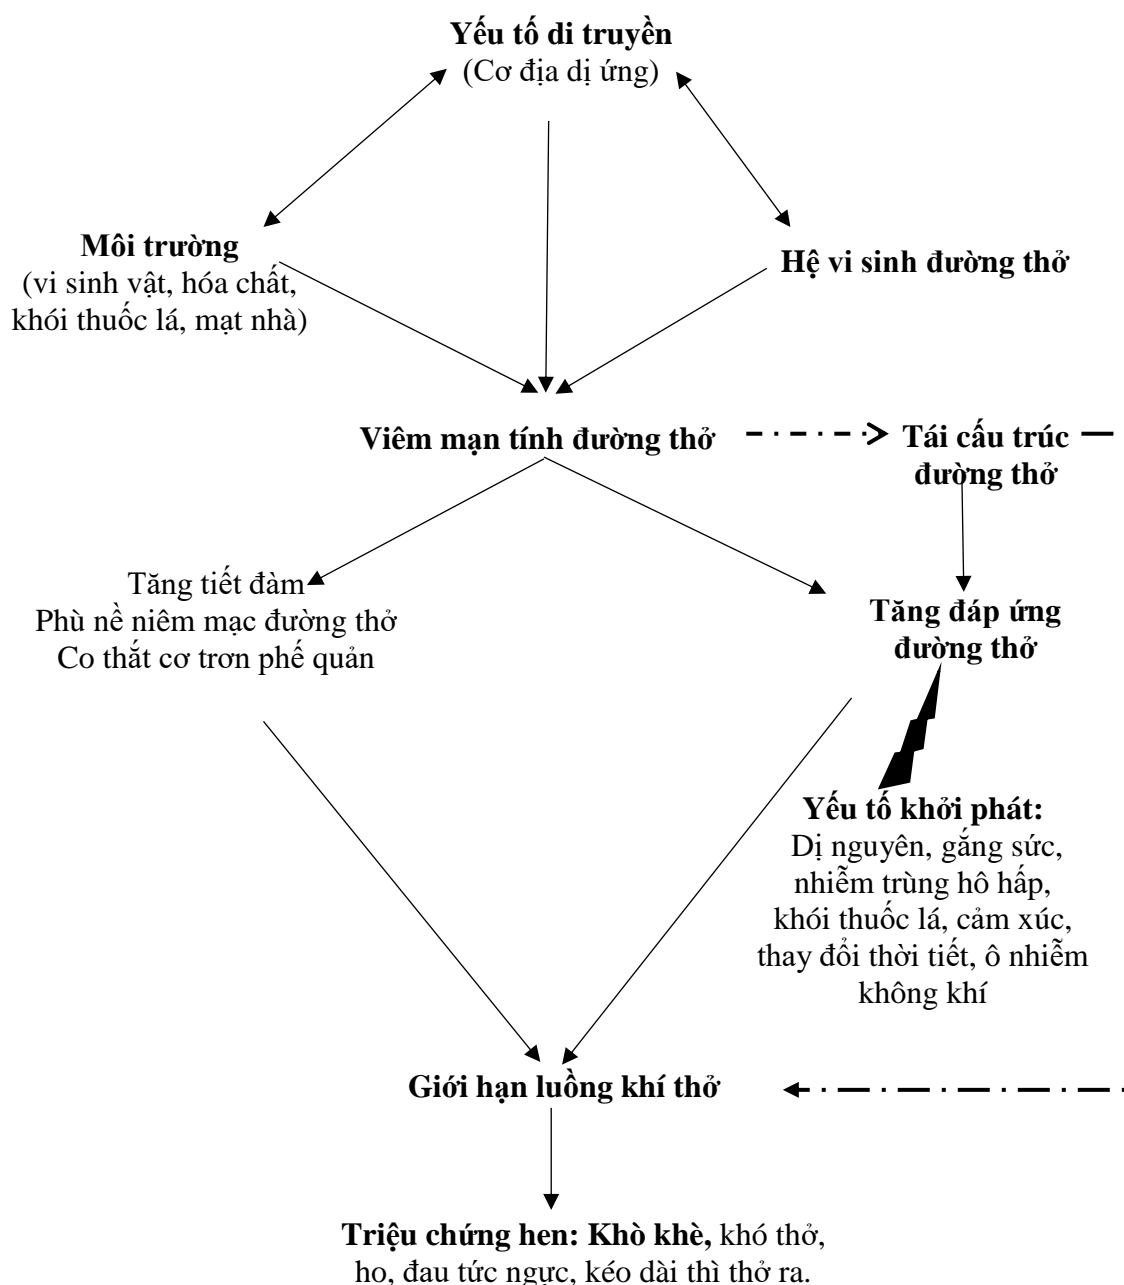 Yếu tố di truyền
(Cơ địa dị ứng)
Môi trường
(vi sinh vật, hóa chất,
khói thuốc lá, mạt nhà)
Hệ vi sinh đường thở
Viêm mạn tính đường thở
Tái cấu trúc
đường thở
Tăng tiết đàm
Phù nề niêm mạc đường thở
Co thắt cơ trơn phế quản
Tăng đáp ứng
đường thở
Yếu tố khởi phát:
Dị nguyên, gắng sức,
nhiễm trùng hô hấp,
khói thuốc lá, cảm xúc,
thay đổi thời tiết, ô nhiễm
không khí
Giới hạn luồng khí thở
Triệu chứng hen: Khò khè, khó thở,
ho, đau tức ngực, kéo dài thì thở ra.